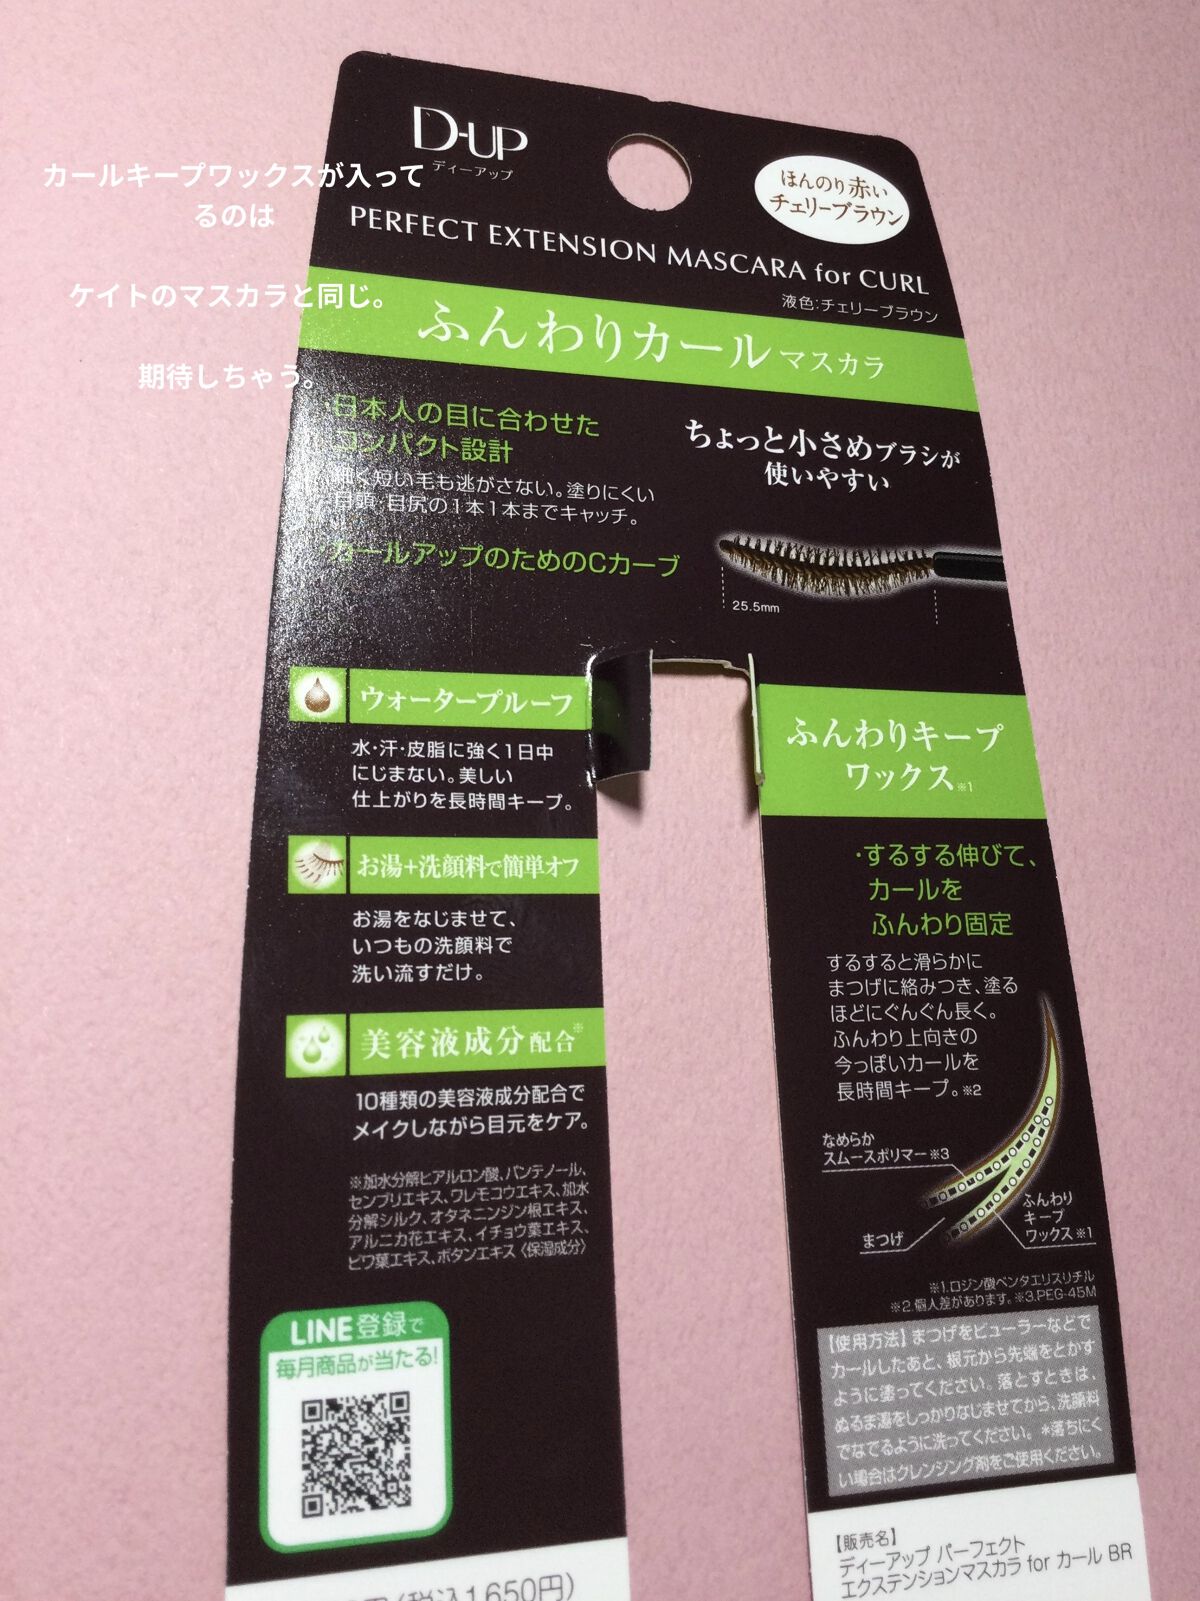 D-UP
ディーアップ
ほんのり赤い
チェリーブラウン
カールキープワックスが入って
るのは
ケイトのマスカラと同じ。
期待しちゃう。
PERFECT EXTENSION MASCARA for CURL
液色:チェリーブラウン
ふんわりカールマスカラ
・日本人の目に合わせた
コンパクト設計
短い毛も逃がさない。塗りにくい
目頭・目尻の1本1本までキャッチ。
・カールアップのためのCカーブ
ちょっと小さめブラシが
使いやすい
25.5mm
ウォータープルーフ
水・汗・皮脂に強く1日中
にじまない。美しい
仕上がりを長時間キープ。
お湯+洗顔料で簡単オフ
お湯をなじませて、
いつもの洗顔料で
洗い流すだけ。
美容液成分配合※
10種類の美容液成分配合で
メイクしながら目元をケア。
※加水分解ヒアルロン酸、パンテノール、
センブリエキス、ワレモコウエキス、加水
分解シルク、オタネニンジン根エキス、
アルニカ花エキス、イチョウ葉エキス、
ビワ葉エキス、ボタンエキス〈保湿成分〉
LINE登録で
毎月商品が当たる!
(税込1,650円)
ふんわりキープ
ワックス※1
・するする伸びて、
カールを
ふんわり固定
するすると滑らかに
まつげに絡みつき、塗る
ほどにぐんぐん長く。
ふんわり上向きの
今っぽいカールを
長時間キープ。※2
なめらか
スムースポリマー※3
まつげ
ふんわり
キープ
ワックス※1
※1.ロジン酸ペンタエリスリチル
※2.個人差があります。※3.PEG-45M
【使用方法】まつげをビューラーなどで
カールしたあと、根元から先端をとかす
ように塗ってください。落とすときは、
ぬるま湯をしっかりなじませてから、洗顔料
でなでるように洗ってください。*落ちにく
い場合はクレンジング剤をご使用ください。
【販売名】
ディーアップ パーフェクト
エクステンションマスカラ for カール BR